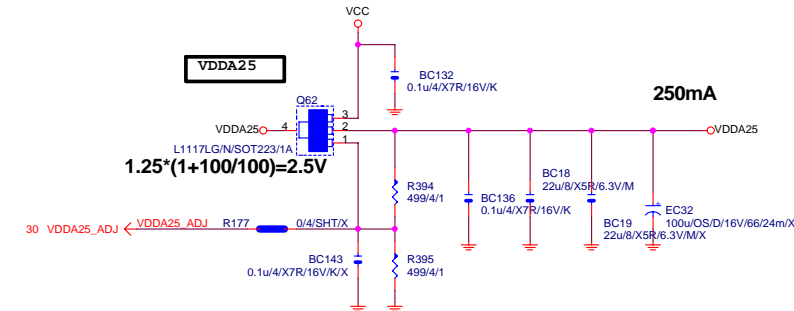 VCC
VDDA25
BC132
0.1u/4/X7R/16V/K
250mA
Q62
3
VDDA25
4
2
VDDA25
1
L1117LG/N/SOT223/1A
1.25*(1+100/100)=2.5V
R394
499/4/1
BC136
0.1u/4/X7R/16V/K
BC18
22u/8/X5R/6.3V/M
EC32
100u/OS/D/16V/66/24m/X
BC19
22u/8/X5R/6.3V/M/X
30 VDDA25_ADJ
VDDA25_ADJ
R177
0/4/SHT/X
BC143
0.1u/4/X7R/16V/K/X
R395
499/4/1